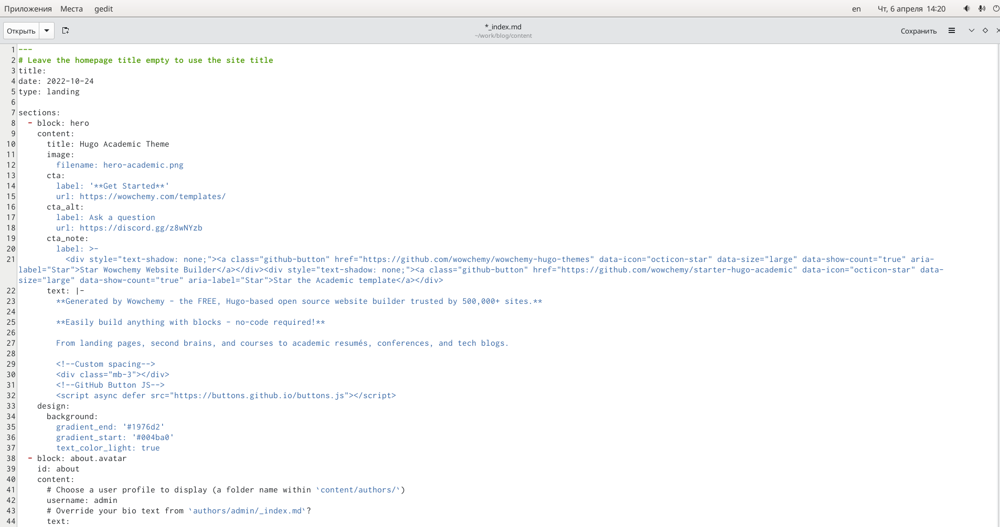 Приложения Места gedit en Чт, 6 апреля 14:20
Открыть *_index.md Сохранить
~/work/blog/content
1 ---
2 # Leave the homepage title empty to use the site title
3 title:
4 date: 2022-10-24
5 type: landing
6
7 sections:
8   - block: hero
9     content:
10       title: Hugo Academic Theme
11       image:
12         filename: hero-academic.png
13       cta:
14         label: '**Get Started**'
15         url: https://wowchemy.com/templates/
16       cta_alt:
17         label: Ask a question
18         url: https://discord.gg/z8wNYzb
19       cta_note:
20         label: >-
21           <div style="text-shadow: none;"><a class="github-button" href="https://github.com/wowchemy/wowchemy-hugo-themes" data-icon="octicon-star" data-size="large" data-show-count="true" aria-
label="Star">Star Wowchemy Website Builder</a></div><div style="text-shadow: none;"><a class="github-button" href="https://github.com/wowchemy/starter-hugo-academic" data-icon="octicon-star" data-
size="large" data-show-count="true" aria-label="Star">Star the Academic template</a></div>
22       text: |-
23         **Generated by Wowchemy - the FREE, Hugo-based open source website builder trusted by 500,000+ sites.**
24
25         **Easily build anything with blocks - no-code required!**
26
27         From landing pages, second brains, and courses to academic resumés, conferences, and tech blogs.
28
29         <!--Custom spacing-->
30         <div class="mb-3"></div>
31         <!--GitHub Button JS-->
32         <script async defer src="https://buttons.github.io/buttons.js"></script>
33     design:
34       background:
35         gradient_end: '#1976d2'
36         gradient_start: '#004ba0'
37         text_color_light: true
38   - block: about.avatar
39     id: about
40     content:
41       # Choose a user profile to display (a folder name within `content/authors/`)
42       username: admin
43       # Override your bio text from `authors/admin/_index.md`?
44       text: